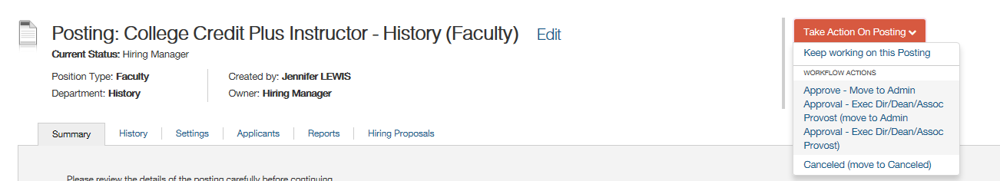 Posting: College Credit Plus Instructor - History (Faculty) Edit
Take Action On Posting
Current Status: Hiring Manager
Keep working on this Posting
Position Type: Faculty
Created by: Jennifer LEWIS
WORKFLOW ACTIONS
Department: History
Owner: Hiring Manager
Approve - Move to Admin
Approval - Exec Dir/Dean/Assoc
Provost (move to Admin
Approval - Exec Dir/Dean/Assoc
Provost)
Canceled (move to Canceled)
Summary History Settings Applicants Reports Hiring Proposals
Please review the details of the posting carefully before continuing.